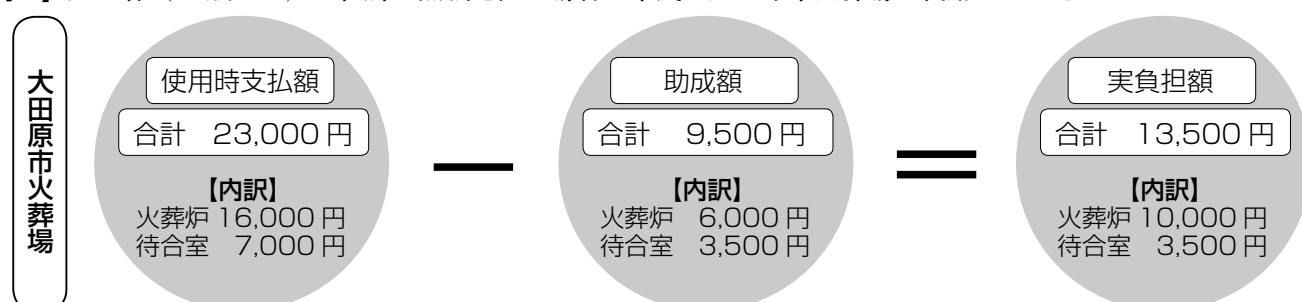 大田原市火葬場
使用時支払額
合計 23,000円
【内訳】
火葬炉 16,000円
待合室 7,000円
ー
助成額
合計 9,500円
【内訳】
火葬炉 6,000円
待合室 3,500円
＝
実負担額
合計 13,500円
【内訳】
火葬炉 10,000円
待合室 3,500円